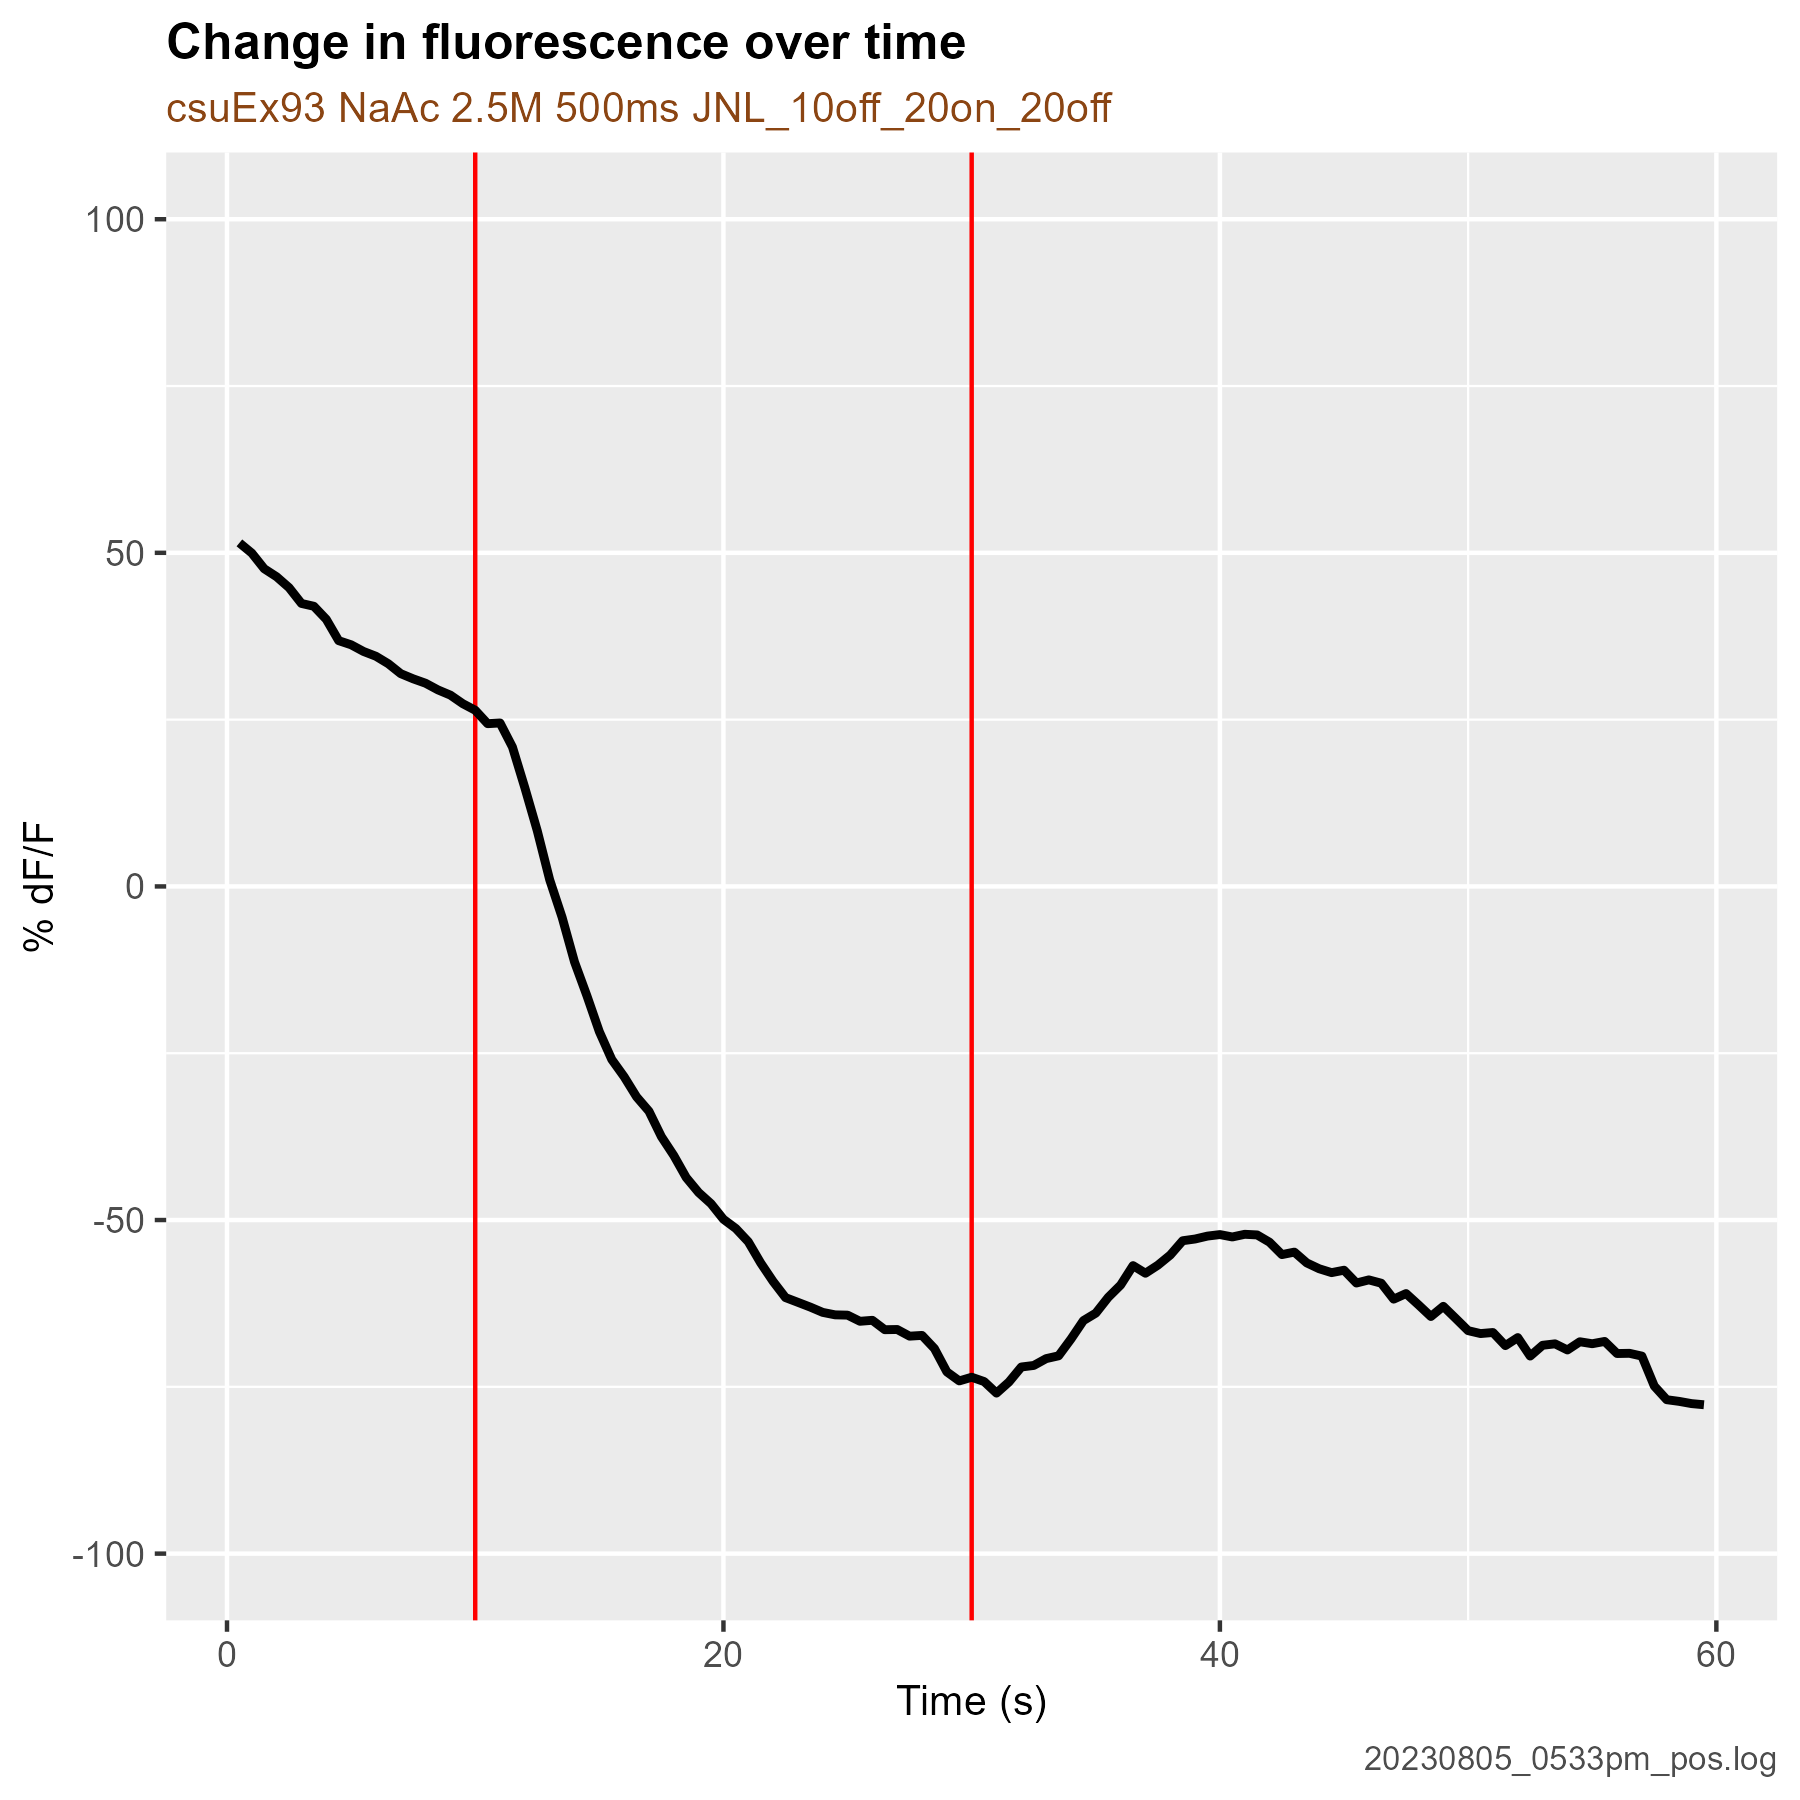 Change in fluorescence over time
csuEx93 NaAc 2.5M 500ms JNL_10off_20on_20off
100
50
0
-50
-100
% dF/F
0 20 40 60
Time (s)
20230805_0533pm_pos.log